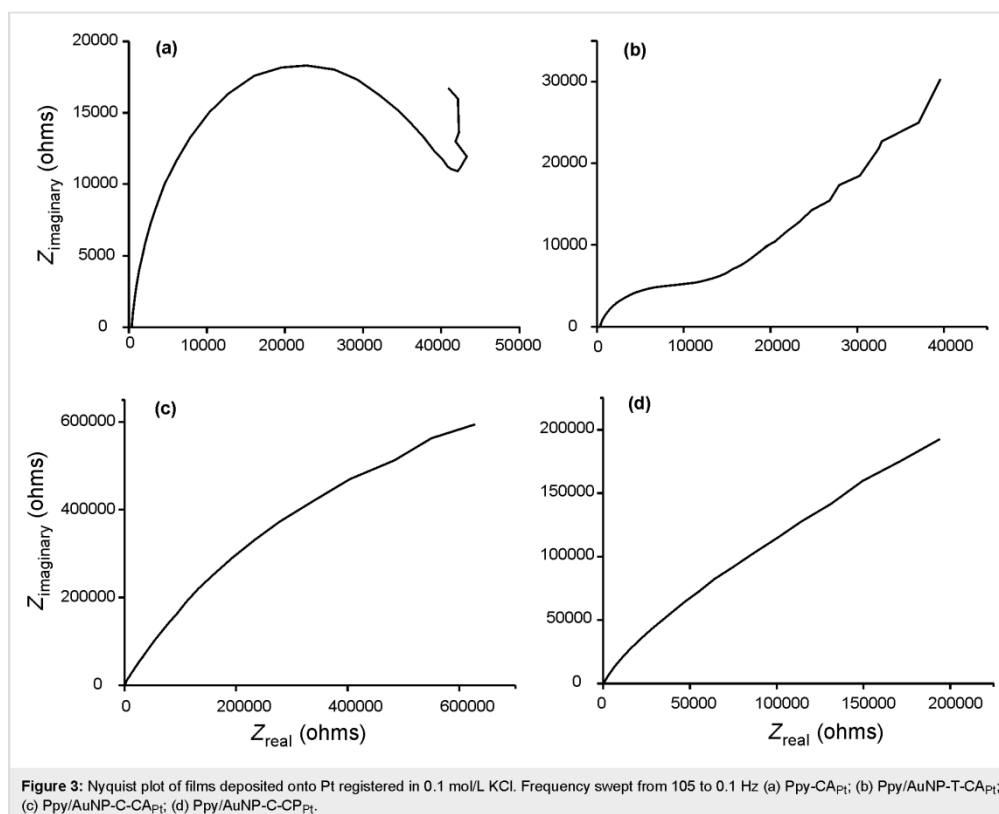 (a)
20000
15000
10000
5000
0
0 10000 20000 30000 40000 50000
Z imaginary (ohms)
(b)
30000
20000
10000
0
0 10000 20000 30000 40000
(c)
600000
400000
200000
0
0 200000 400000 600000
Z imaginary (ohms)
Z real (ohms)
(d)
200000
150000
100000
50000
0
0 50000 100000 150000 200000
Z real (ohms)
Figure 3: Nyquist plot of films deposited onto Pt registered in 0.1 mol/L KCl. Frequency swept from 105 to 0.1 Hz (a) Ppy-CAPt; (b) Ppy/AuNP-T-CAPt;
(c) Ppy/AuNP-C-CAPt; (d) Ppy/AuNP-C-CPPt.